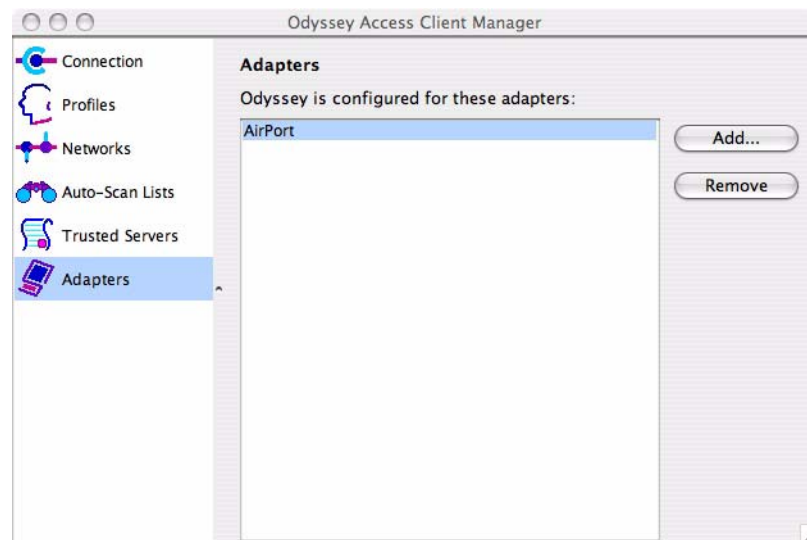 Odyssey Access Client Manager
Connection
Profiles
Networks
Auto-Scan Lists
Trusted Servers
Adapters
Adapters
Odyssey is configured for these adapters:
AirPort
Add...
Remove